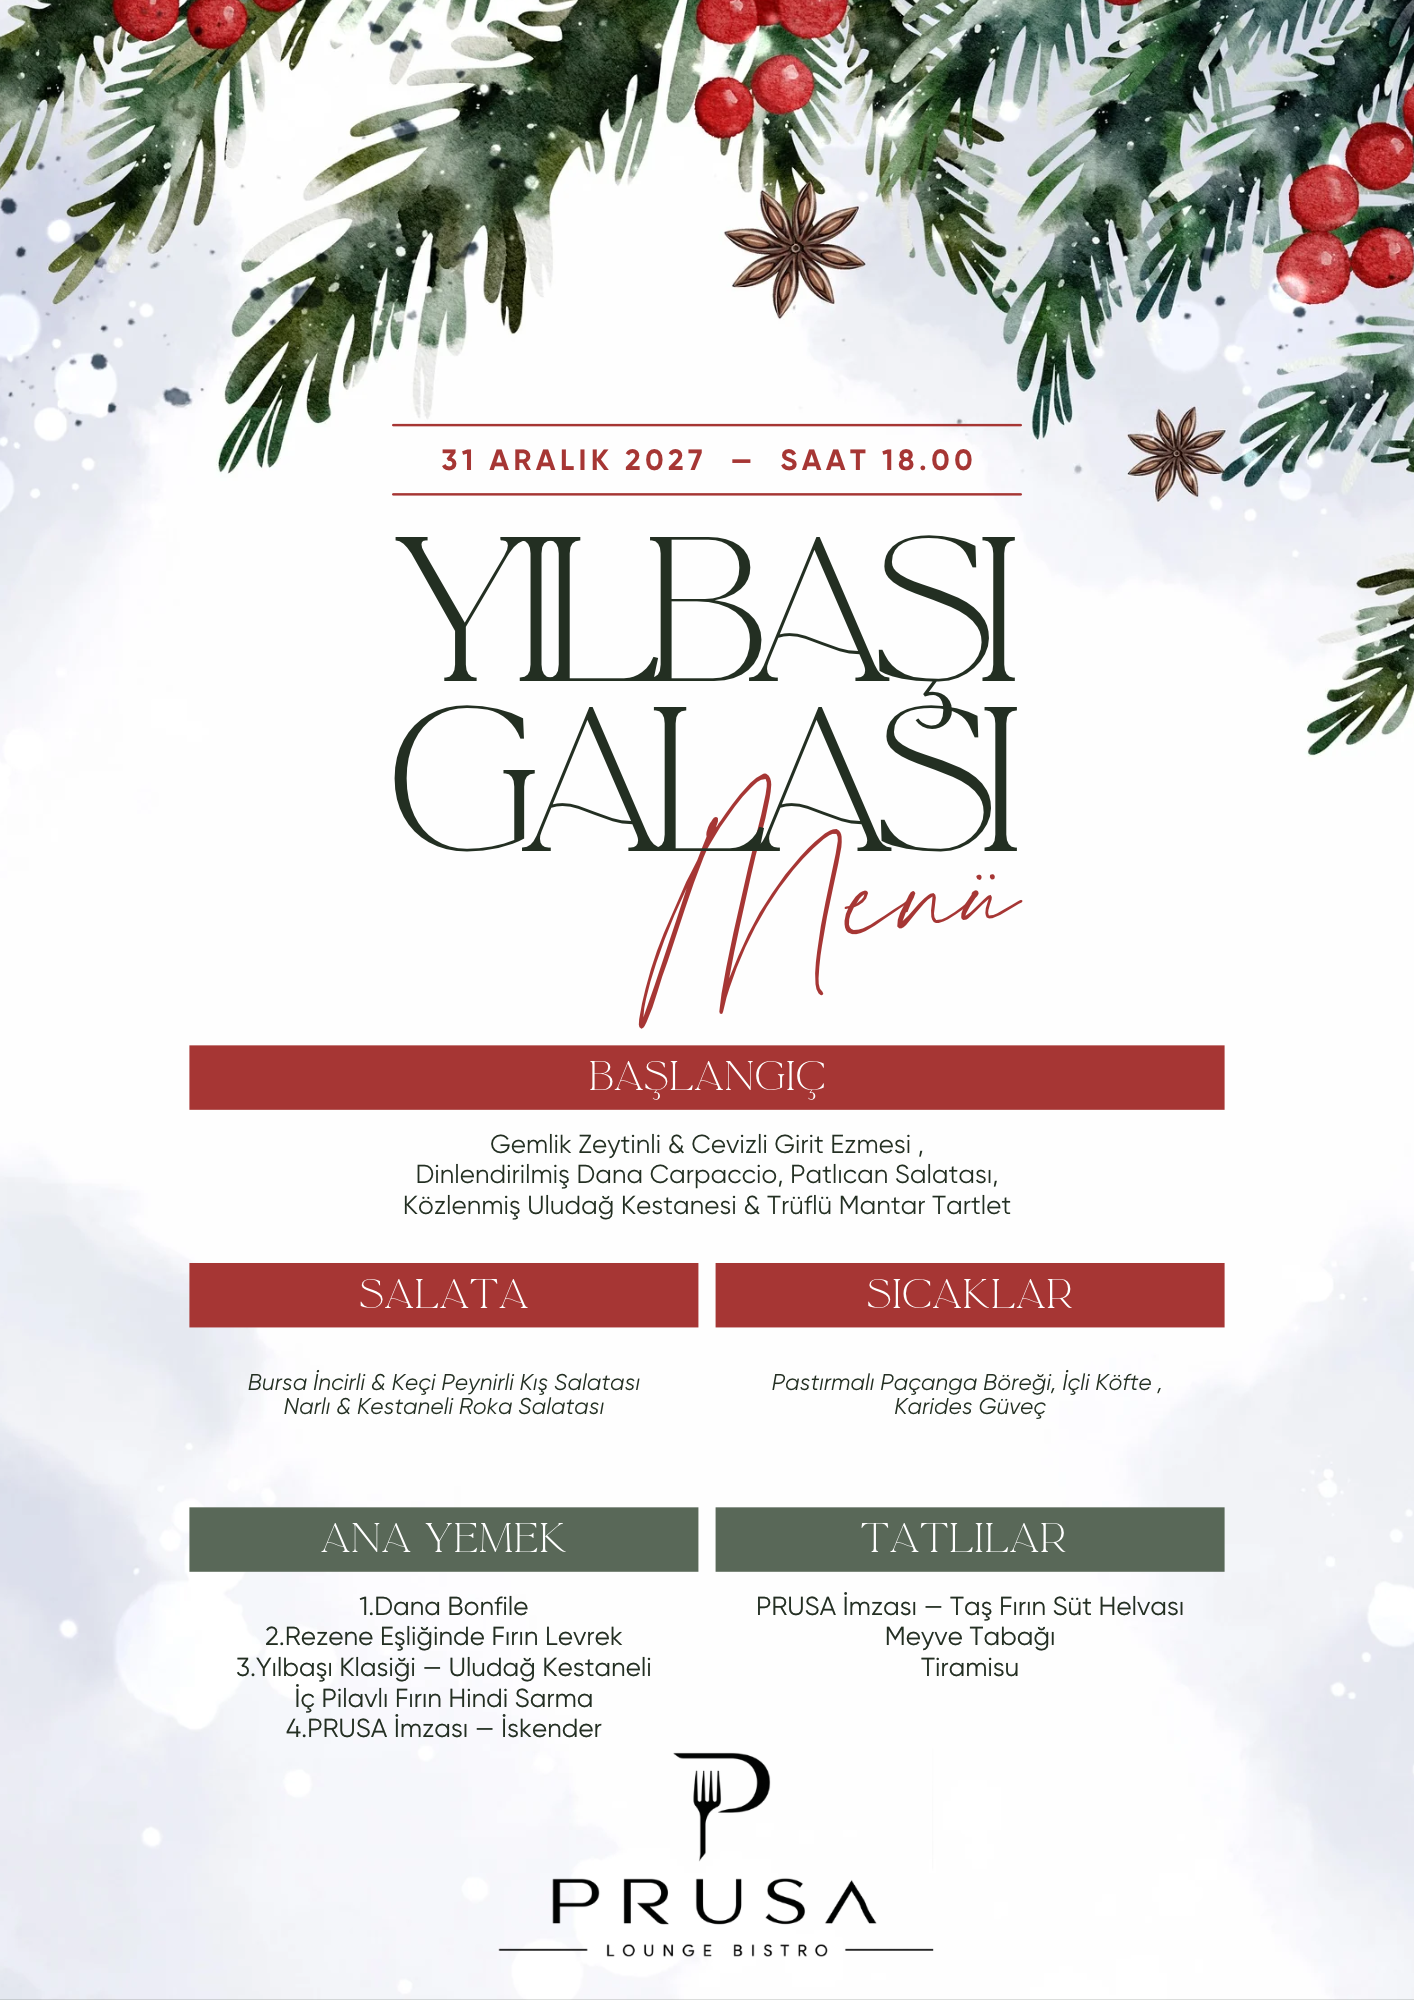 31 ARALIK 2027 — SAAT 18.00
YILBAŞI
GALASI
Menü
BAŞLANGIÇ
Gemlik Zeytinli & Cevizli Girit Ezmesi ,
Dinlendirilmiş Dana Carpaccio, Patlıcan Salatası,
Közlenmiş Uludağ Kestanesi & Trüflü Mantar Tartlet
SALATA
Bursa İncirli & Keçi Peynirli Kış Salatası
Narlı & Kestaneli Roka Salatası
SICAKLAR
Pastırmalı Paçanga Böreği, İçli Köfte ,
Karides Güveç
ANA YEMEK
1.Dana Bonfile
2.Rezene Eşliğinde Fırın Levrek
3.Yılbaşı Klasiği — Uludağ Kestaneli
İç Pilavlı Fırın Hindi Sarma
4.PRUSA İmzası — İskender
TATLILAR
PRUSA İmzası — Taş Fırın Süt Helvası
Meyve Tabağı
Tiramisu
PRUSA
LOUNGE BISTRO